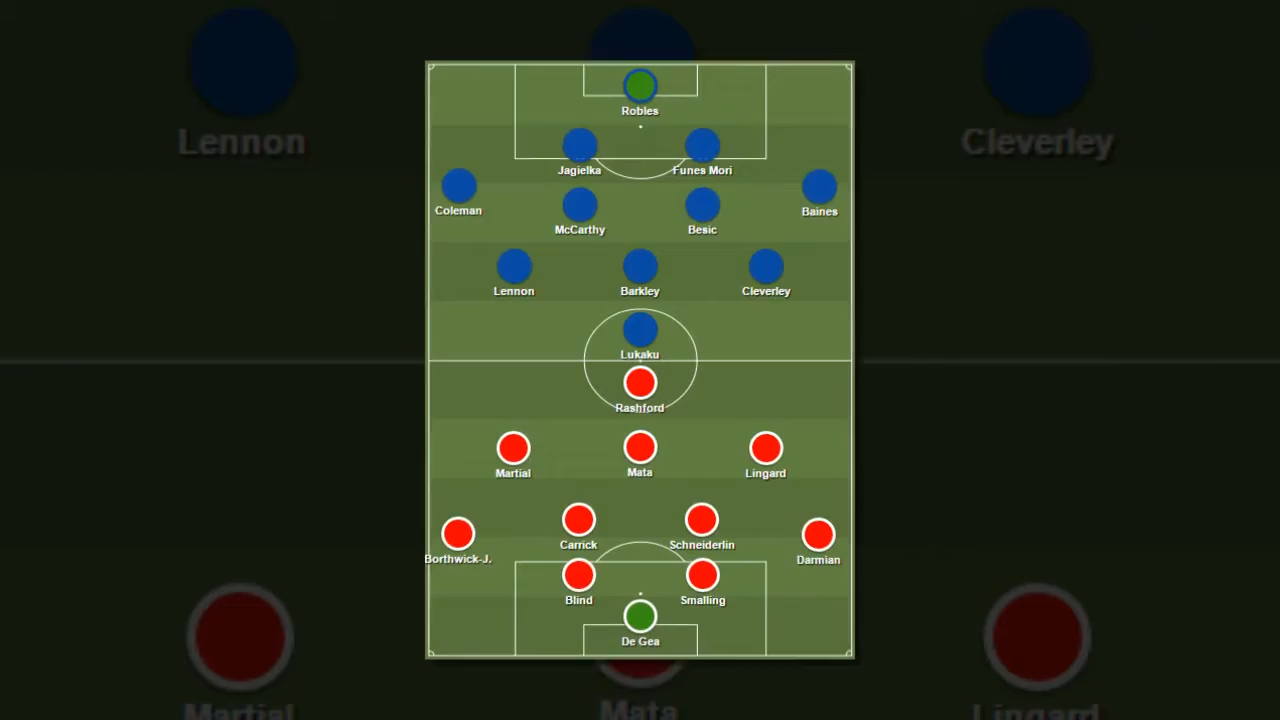 Lennon
Cleverley
Robles
Jagielka
Funes Mori
Coleman
Baines
McCarthy
Besic
Lennon
Barkley
Cleverley
Lukaku
Rashford
Martial
Mata
Lingard
Carrick
Schneiderlin
Borthwick-J.
Darmian
Blind
Smalling
De Gea
Martial
Mata
Lingard